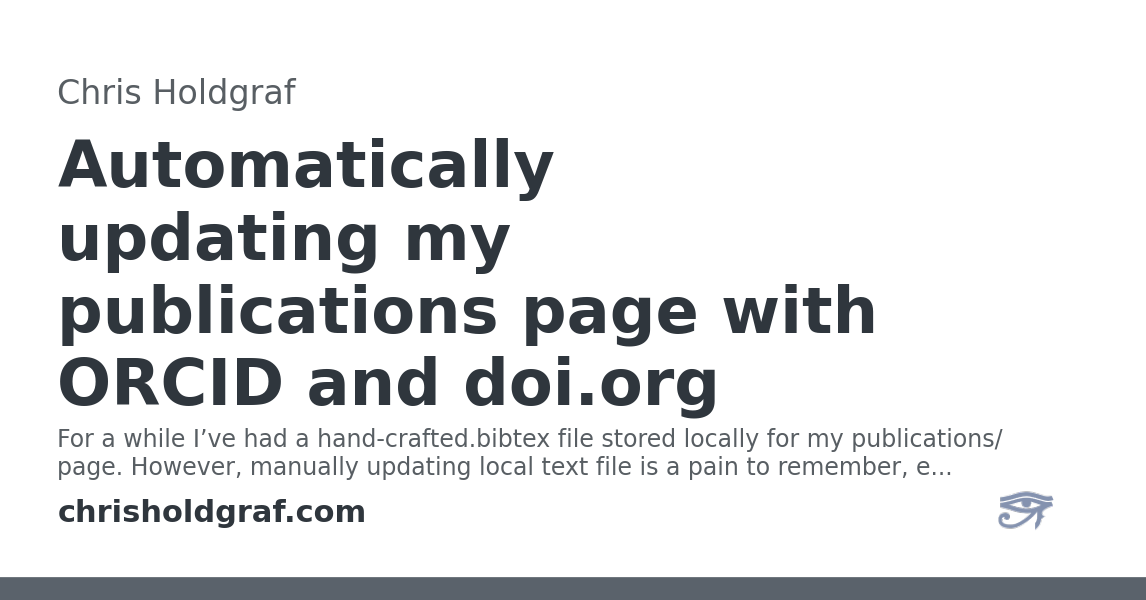 Chris Holdgraf
Automatically
updating my
publications page with
ORCID and doi.org
For a while I’ve had a hand-crafted.bibtex file stored locally for my publications/
page. However, manually updating local text file is a pain to remember, e...
chrisholdgraf.com